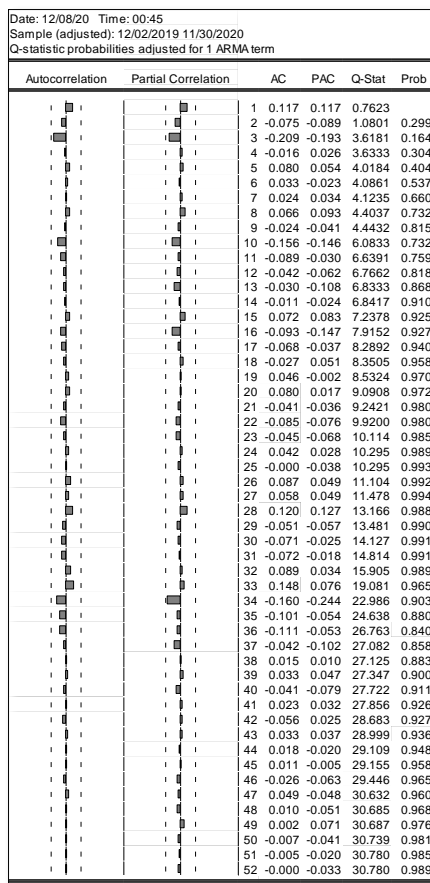 Date: 12/08/20 Time: 00:45
Sample (adjusted): 12/02/2019 11/30/2020
Q-statistic probabilities adjusted for 1 ARMA term
Autocorrelation Partial Correlation AC PAC Q-Stat Prob
1 0.117 0.117 0.7623
2 -0.075 -0.089 1.0801 0.299
3 -0.209 -0.193 3.6181 0.164
4 -0.016 0.026 3.6333 0.304
5 0.080 0.054 4.0184 0.404
6 0.033 -0.023 4.0861 0.537
7 0.024 0.034 4.1235 0.660
8 0.066 0.093 4.4037 0.732
9 -0.024 -0.041 4.4432 0.815
10 -0.156 -0.146 6.0833 0.732
11 -0.089 -0.030 6.6391 0.759
12 -0.042 -0.062 6.7662 0.818
13 -0.030 -0.108 6.8333 0.868
14 -0.011 -0.024 6.8417 0.910
15 0.072 0.083 7.2378 0.925
16 -0.093 -0.147 7.9152 0.927
17 -0.068 -0.037 8.2892 0.940
18 -0.027 0.051 8.3505 0.958
19 0.046 -0.002 8.5324 0.970
20 0.080 0.017 9.0908 0.972
21 -0.041 -0.036 9.2421 0.980
22 -0.085 -0.076 9.9200 0.980
23 -0.045 -0.068 10.114 0.985
24 0.042 0.028 10.295 0.989
25 -0.000 -0.038 10.295 0.993
26 0.087 0.049 11.104 0.992
27 0.058 0.049 11.478 0.994
28 0.120 0.127 13.166 0.988
29 -0.051 -0.057 13.481 0.990
30 -0.071 -0.025 14.127 0.991
31 -0.072 -0.018 14.814 0.991
32 0.089 0.034 15.905 0.989
33 0.148 0.076 19.081 0.965
34 -0.160 -0.244 22.986 0.903
35 -0.101 -0.054 24.638 0.880
36 -0.111 -0.053 26.763 0.840
37 -0.042 -0.102 27.082 0.858
38 0.015 0.010 27.125 0.883
39 0.033 0.047 27.347 0.900
40 -0.041 -0.079 27.722 0.911
41 0.023 0.032 27.856 0.926
42 -0.056 0.025 28.683 0.927
43 0.033 0.037 28.999 0.936
44 0.018 -0.020 29.109 0.948
45 0.011 -0.005 29.155 0.958
46 -0.026 -0.063 29.446 0.965
47 0.049 -0.048 30.632 0.960
48 0.010 -0.051 30.685 0.968
49 0.002 0.071 30.687 0.976
50 -0.007 -0.041 30.739 0.981
51 -0.005 -0.020 30.780 0.985
52 -0.000 -0.033 30.780 0.989